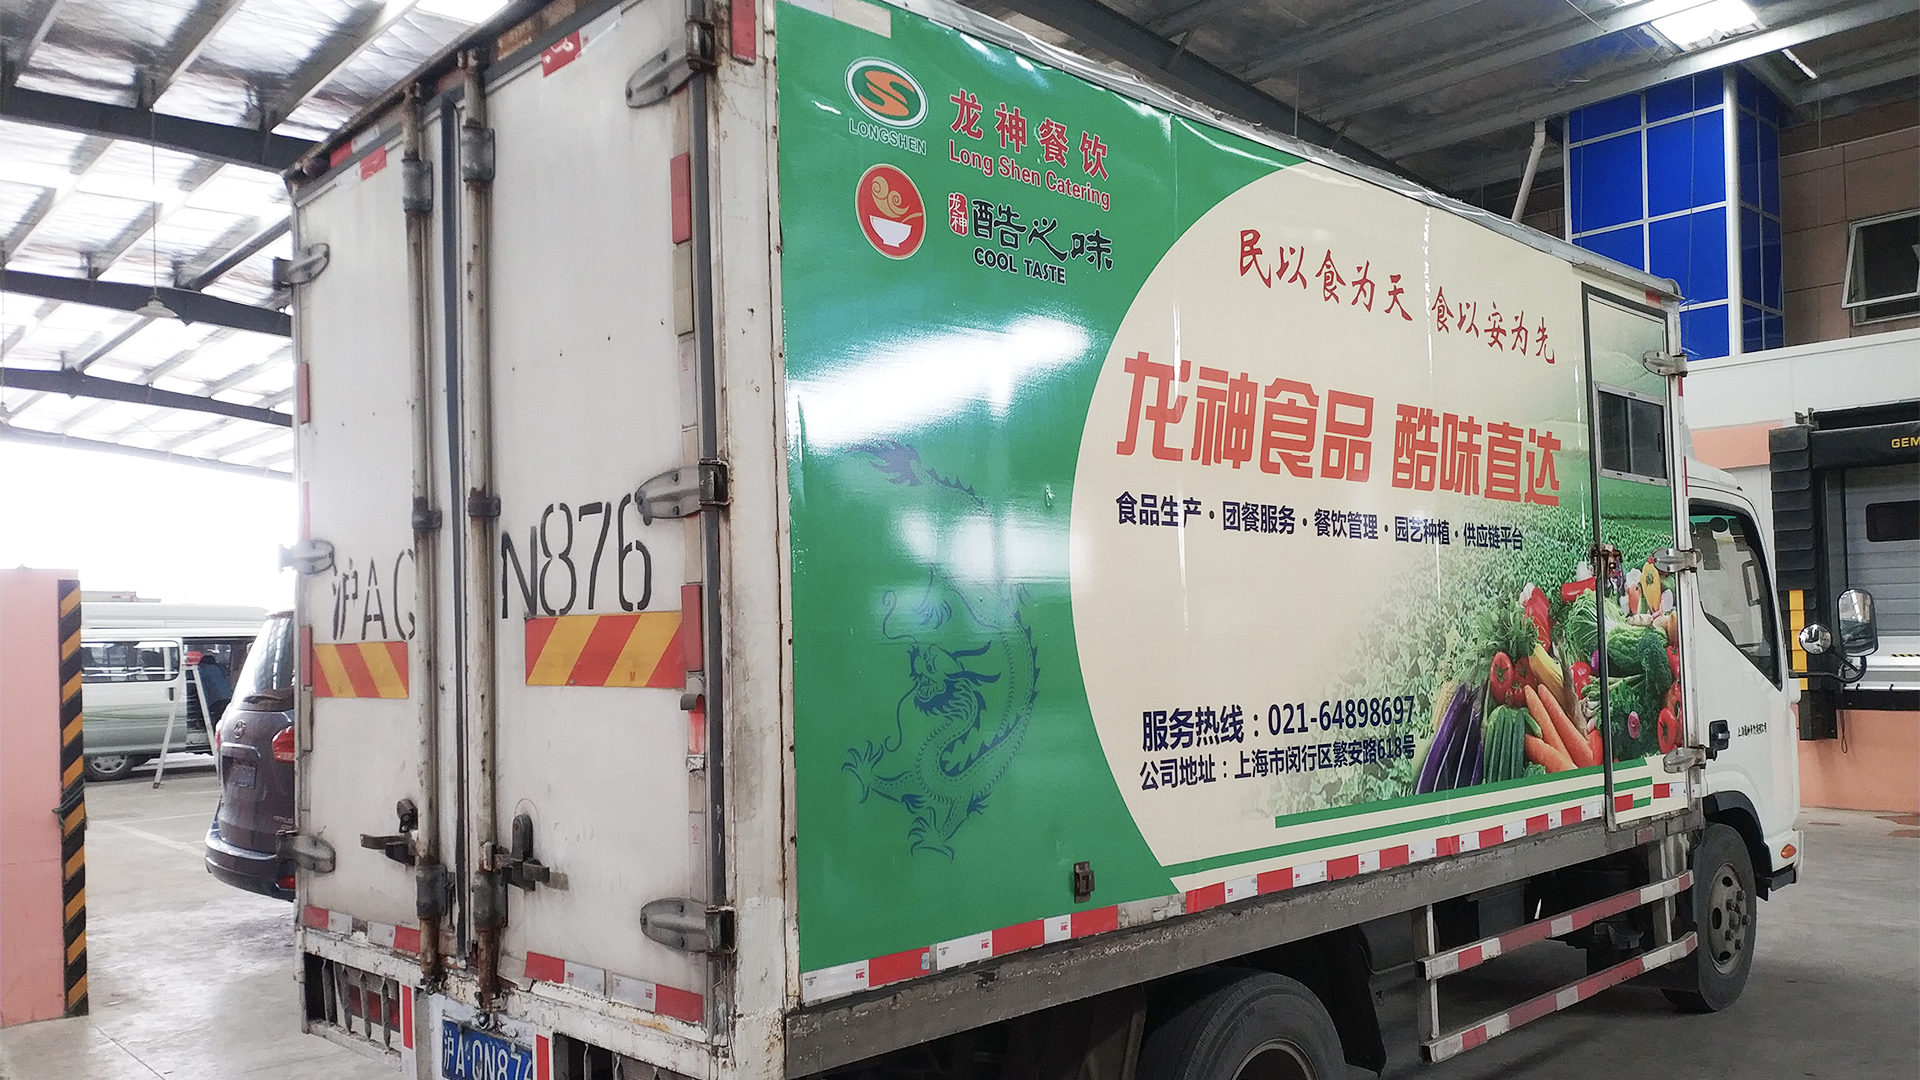 LONGSHEN
龙神餐饮
Long Shen Catering
龙神
酷心味
COOL TASTE
民以食为天 食以安为先
龙神食品 酷味直达
食品生产·团餐服务·餐饮管理·园艺种植·供应链平台
服务热线：021-64898697
公司地址：上海市闵行区繁安路618号
沪A Q
N876
沪A·QN876
GEM